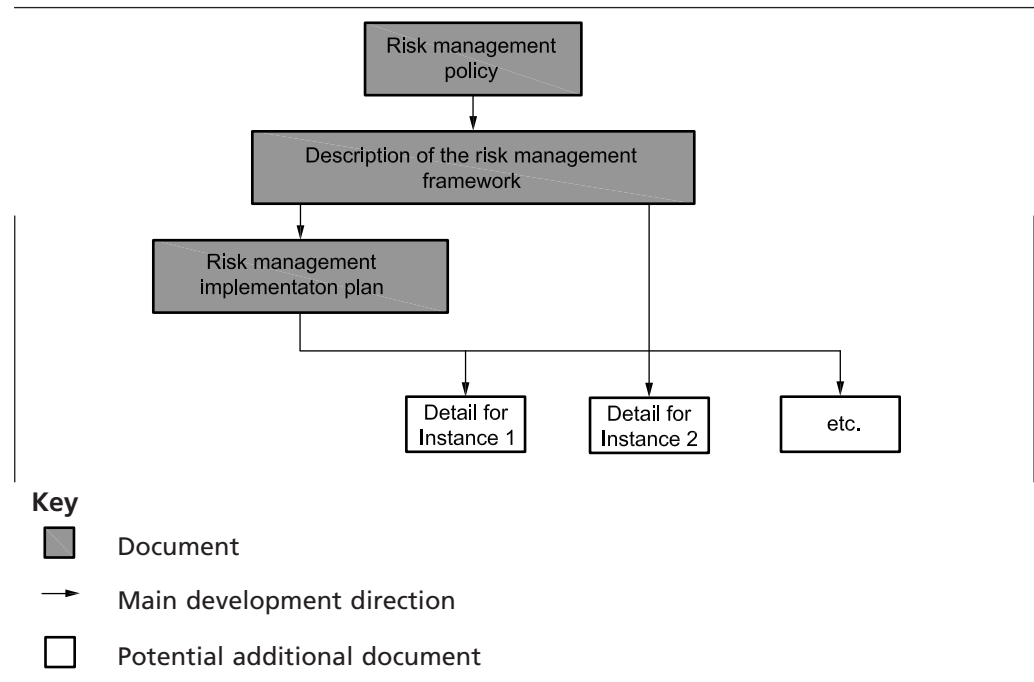 Risk management
policy
Description of the risk management
framework
Risk management
implementaton plan
Detail for
Instance 1
Detail for
Instance 2
etc.
Key
Document
Main development direction
Potential additional document